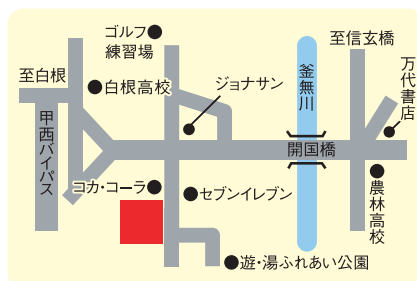 ゴルフ
練習場
至信玄橋
至白根
白根高校
ジョナサン
釜無川
万代書店
甲西バイパス
開国橋
コカ・コーラ
セブンイレブン
農林高校
遊・湯ふれあい公園